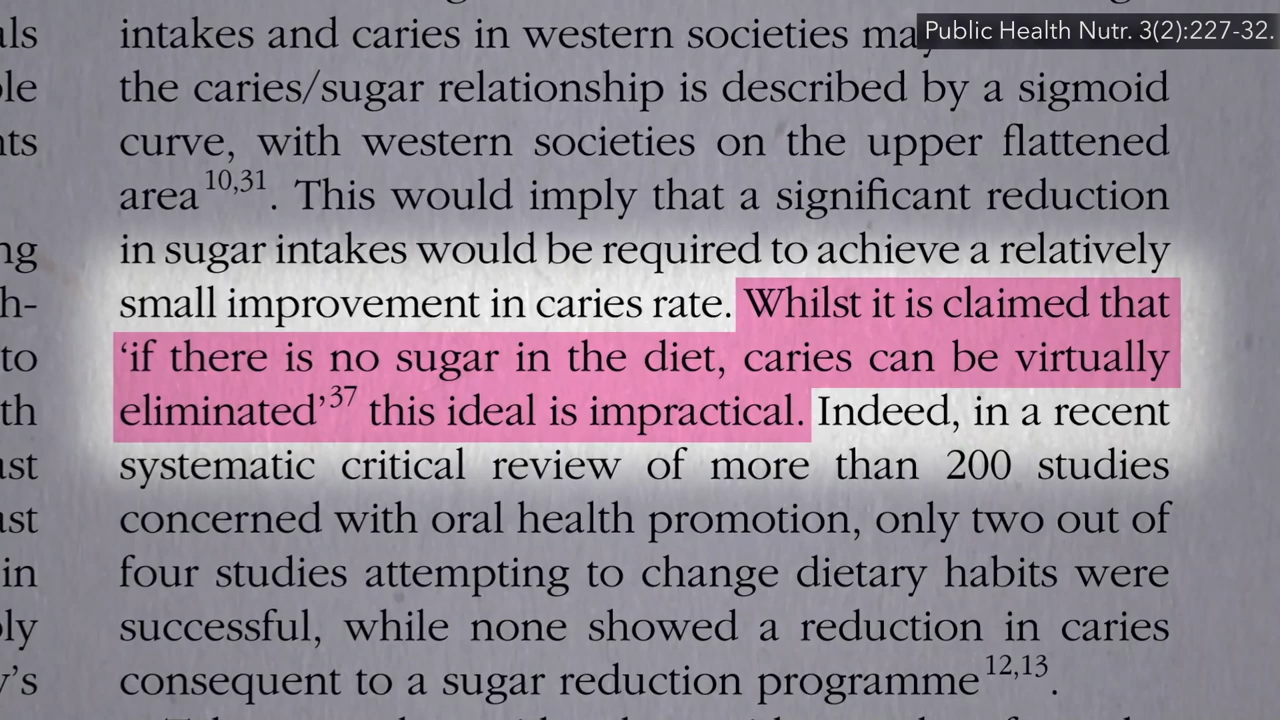 Public Health Nutr. 3(2):227-32.
intakes and caries in western societies may
the caries/sugar relationship is described by a sigmoid
curve, with western societies on the upper flattened
area 10,31. This would imply that a significant reduction
in sugar intakes would be required to achieve a relatively
small improvement in caries rate. Whilst it is claimed that
‘if there is no sugar in the diet, caries can be virtually
eliminated’37 this ideal is impractical. Indeed, in a recent
systematic critical review of more than 200 studies
concerned with oral health promotion, only two out of
four studies attempting to change dietary habits were
successful, while none showed a reduction in caries
consequent to a sugar reduction programme12,13.